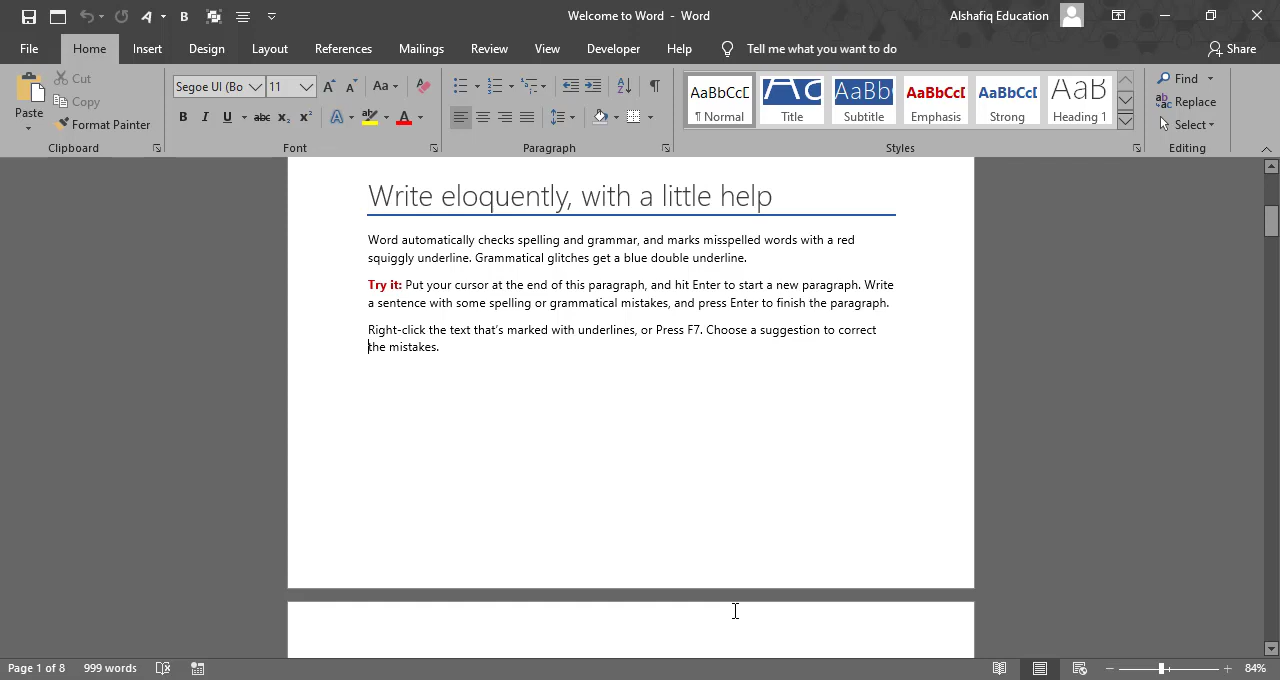 Welcome to Word - Word
Alshafiq Education
File Home Insert Design Layout References Mailings Review View Developer Help Tell me what you want to do Share
Paste
Cut
Copy
Format Painter
Clipboard
Segoe UI (Bo 11
Aa
B I U abc X₂ X²
A A
Font
Paragraph
AaBbCcD AaBbCcD AaBbCcD
¶ Normal Title Subtitle Emphasis Strong Heading 1
Styles
Find
Replace
Select
Editing
Write eloquently, with a little help
Word automatically checks spelling and grammar, and marks misspelled words with a red
squiggly underline. Grammatical glitches get a blue double underline.
Try it: Put your cursor at the end of this paragraph, and hit Enter to start a new paragraph. Write
a sentence with some spelling or grammatical mistakes, and press Enter to finish the paragraph.
Right-click the text that's marked with underlines, or Press F7. Choose a suggestion to correct
the mistakes.
Page 1 of 8 999 words 84%